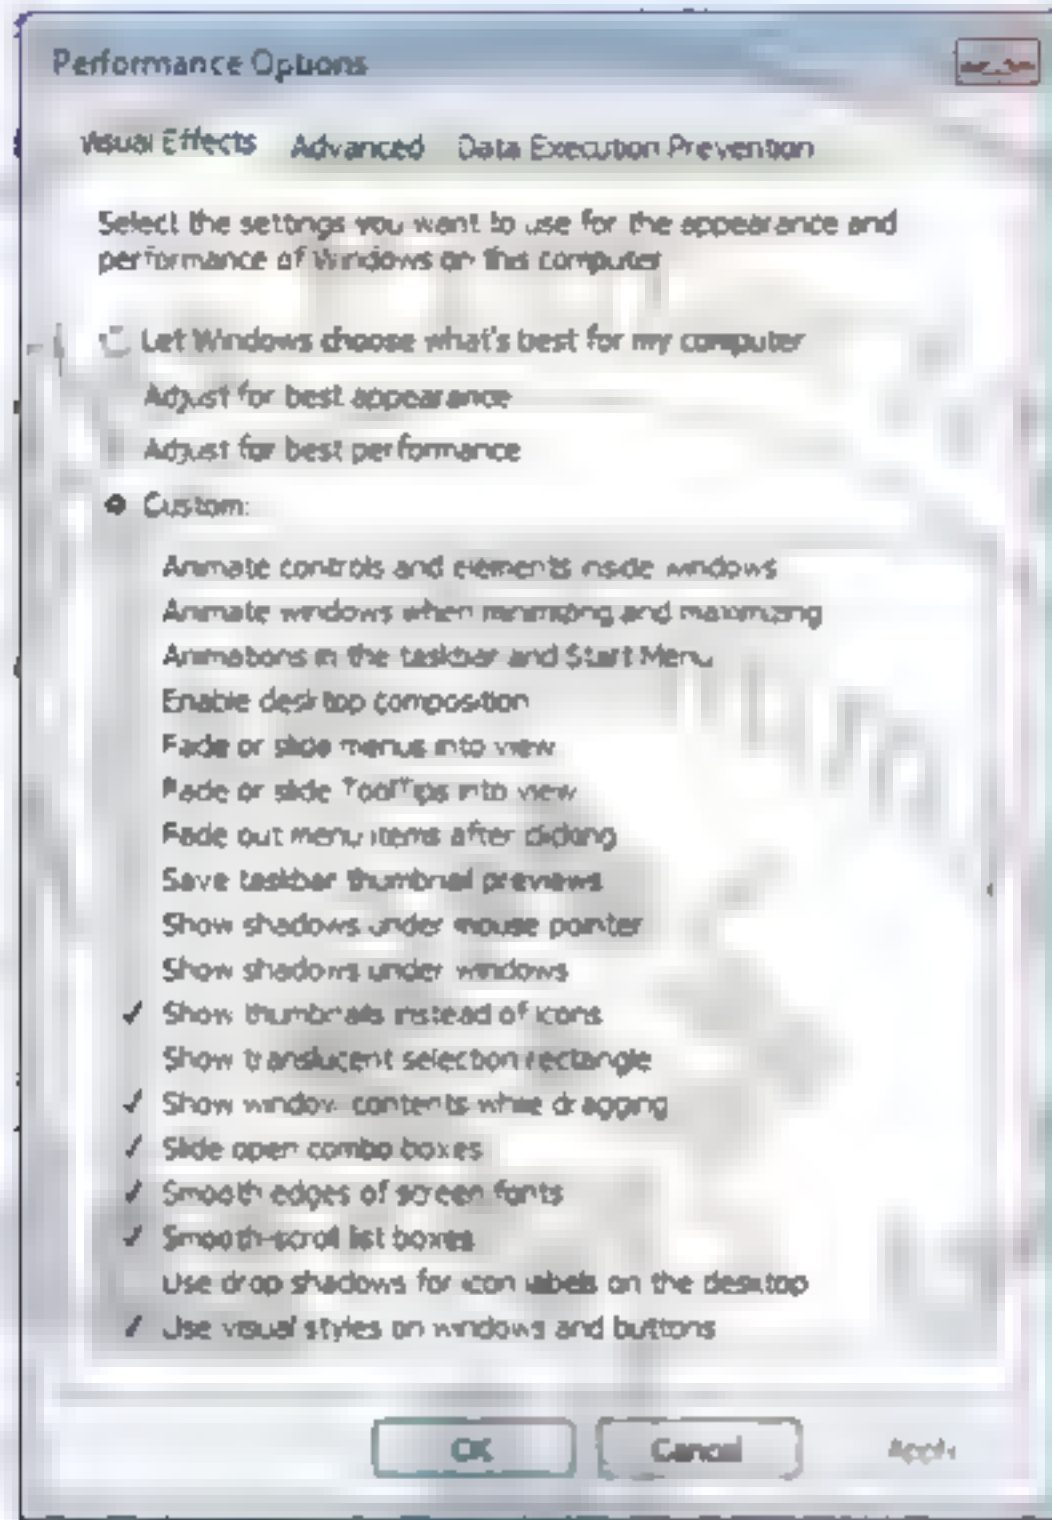 Performance Options
Visual Effects Advanced Data Execution Prevention
Select the settings you want to use for the appearance and
performance of Windows on this computer
Let Windows choose what's best for my computer
Adjust for best appearance
Adjust for best performance
Custom:
Animate controls and elements inside windows
Animate windows when minimizing and maximizing
Animations in the taskbar and Start Menu
Enable desktop composition
Fade or slide menus into view
Fade or slide ToolTips into view
Fade out menu items after clicking
Save taskbar thumbnail previews
Show shadows under mouse pointer
Show shadows under windows
Show thumbnails instead of icons
Show translucent selection rectangle
Show window contents while dragging
Slide open combo boxes
Smooth edges of screen fonts
Smooth-scroll list boxes
Use drop shadows for icon labels on the desktop
Use visual styles on windows and buttons
OK Cancel Apply